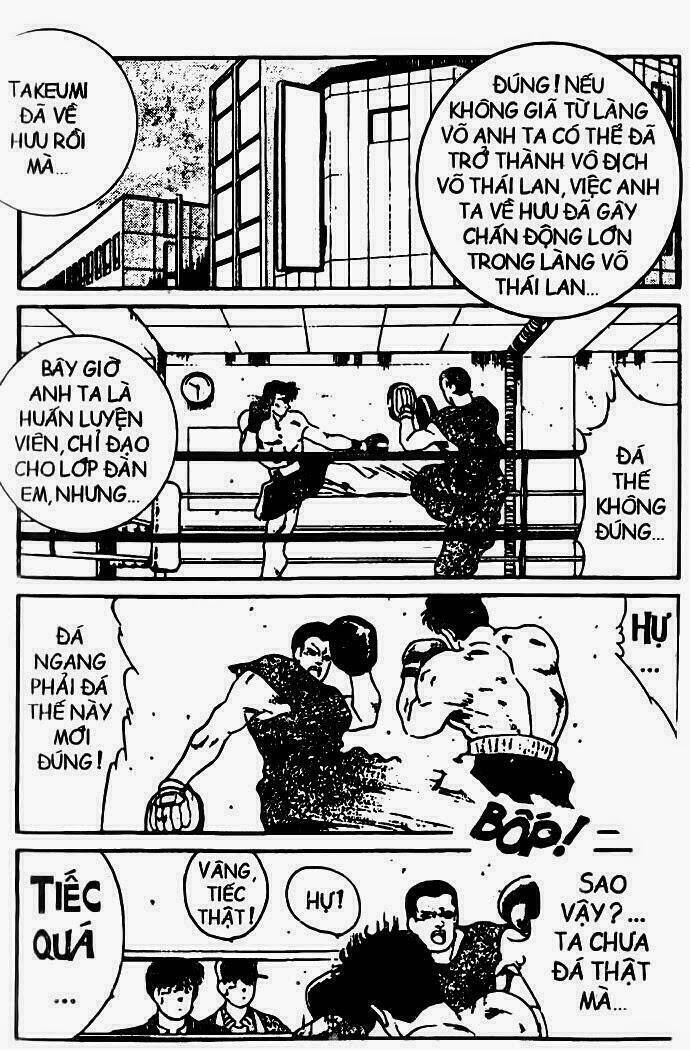 TAKEUMI
ĐÃ VỀ
HƯU RỒI
MÀ...
ĐÚNG! NẾU
KHÔNG GIÃ TỪ LÀNG
VÕ ANH TA CÓ THỂ ĐÃ
TRỞ THÀNH VÔ ĐỊCH
VÕ THÁI LAN, VIỆC ANH
TA VỀ HƯU ĐÃ GÂY
CHẤN ĐỘNG LỚN
TRONG LÀNG VÕ
THÁI LAN...
BÂY GIỜ
ANH TA LÀ
HUẤN LUYỆN
VIÊN, CHỈ ĐẠO
CHO LỚP ĐÀN
EM, NHƯNG...
ĐÁ
THẾ
KHÔNG
ĐÚNG...
ĐÁ
NGANG
PHẢI ĐÁ
THẾ NÀY
MỚI
ĐÚNG!
HỰ
...
BỐP!
TIẾC
QUÁ
...
VÂNG,
TIẾC
THẬT!
HỰ!
SAO
VẬY?...
TA CHƯA
ĐÁ THẬT
MÀ...